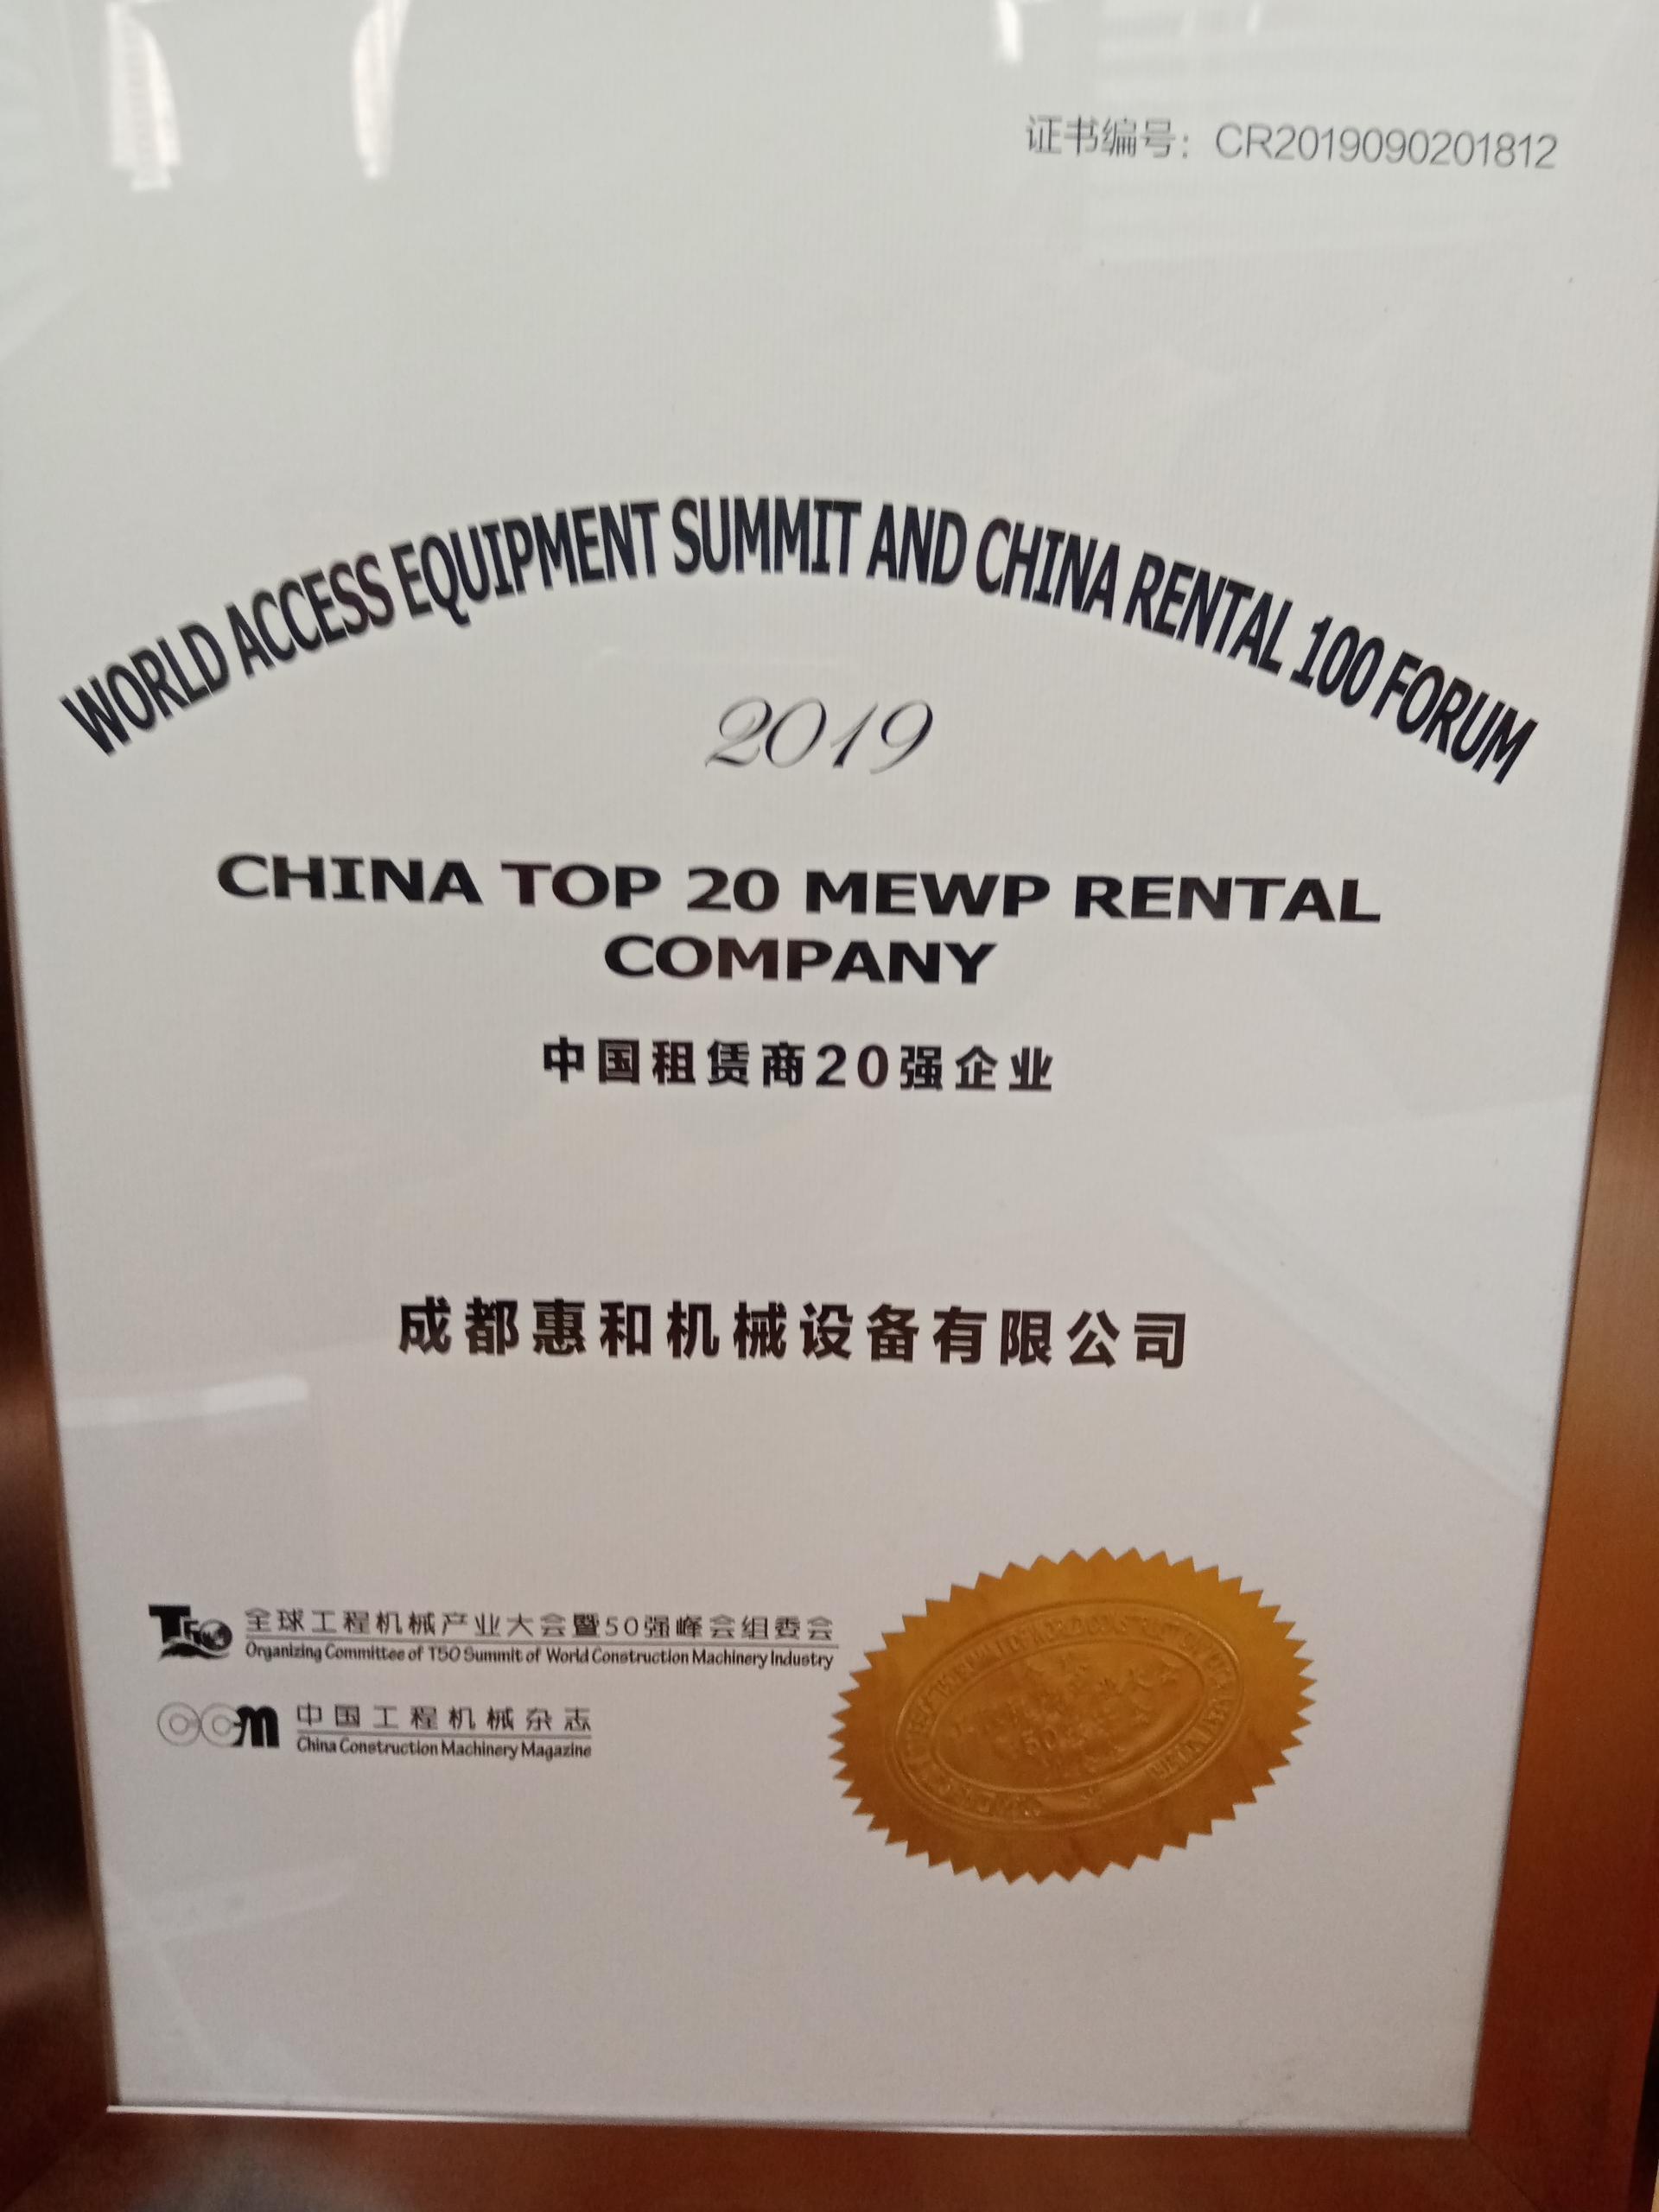 证书编号：CR2019090201812
WORLD ACCESS EQUIPMENT SUMMIT AND CHINA RENTAL 100 FORUM
2019
CHINA TOP 20 MEWP RENTAL
COMPANY
中国租赁商20强企业
成都惠和机械设备有限公司
T50 全球工程机械产业大会暨50强峰会组委会
Organizing Committee of T50 Summit of World Construction Machinery Industry
CCM 中国工程机械杂志
China Construction Machinery Magazine